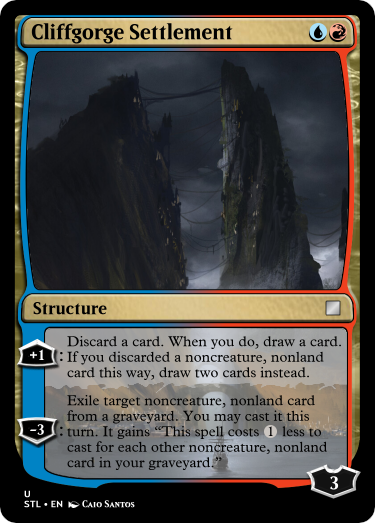 Cliffgorge Settlement
Structure
+1: Discard a card. When you do, draw a card.
If you discarded a noncreature, nonland
card this way, draw two cards instead.
-3: Exile target noncreature, nonland card
from a graveyard. You may cast it this
turn. It gains “This spell costs 1 less to
cast for each other noncreature, nonland
card in your graveyard.”
3
U
STL • EN Caio Santos